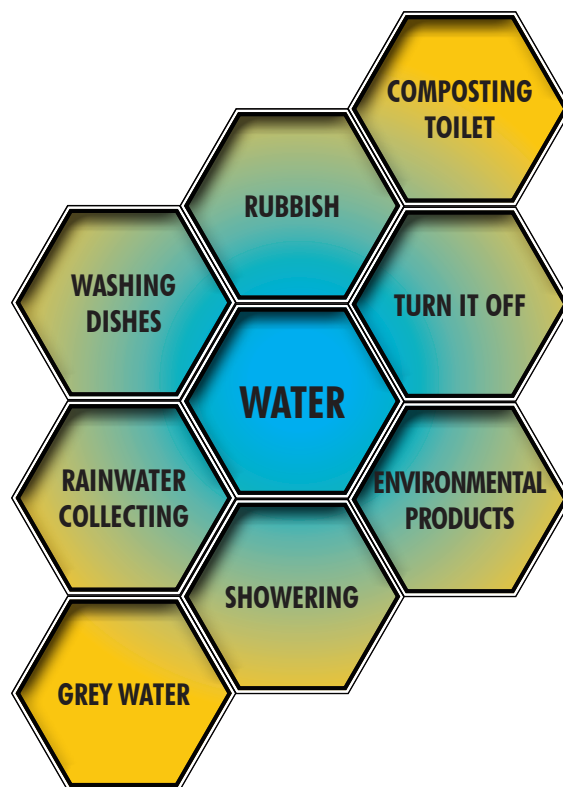 COMPOSTING
TOILET
RUBBISH
WASHING
DISHES
TURN IT OFF
WATER
RAINWATER
COLLECTING
ENVIRONMENTAL
PRODUCTS
SHOWERING
GREY WATER